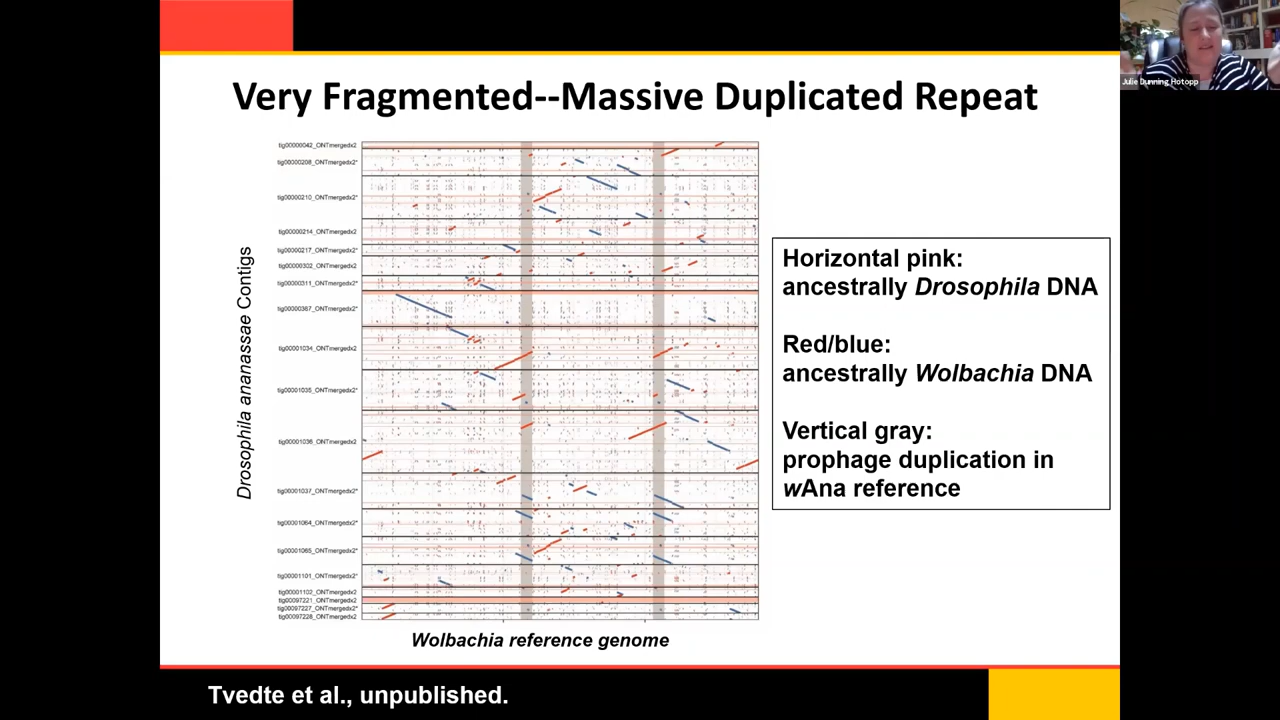 Julie Dunning Hotopp
Very Fragmented--Massive Duplicated Repeat
tig00000042_ONTmergedx2
tig00000208_ONTmergedx2*
tig00000210_ONTmergedx2*
tig00000214_ONTmergedx2
tig00000217_ONTmergedx2*
tig00000302_ONTmergedx2
tig00000311_ONTmergedx2*
tig00000367_ONTmergedx2*
tig00001034_ONTmergedx2
tig00001035_ONTmergedx2*
tig00001036_ONTmergedx2
tig00001037_ONTmergedx2*
tig00001064_ONTmergedx2*
tig00001065_ONTmergedx2*
tig00001101_ONTmergedx2*
tig00001102_ONTmergedx2
tig00097221_ONTmergedx2
tig00097227_ONTmergedx2*
tig00097228_ONTmergedx2
Drosophila ananassae Contigs
Wolbachia reference genome
Horizontal pink:
ancestrally Drosophila DNA
Red/blue:
ancestrally Wolbachia DNA
Vertical gray:
prophage duplication in
wAna reference
Tvedte et al., unpublished.